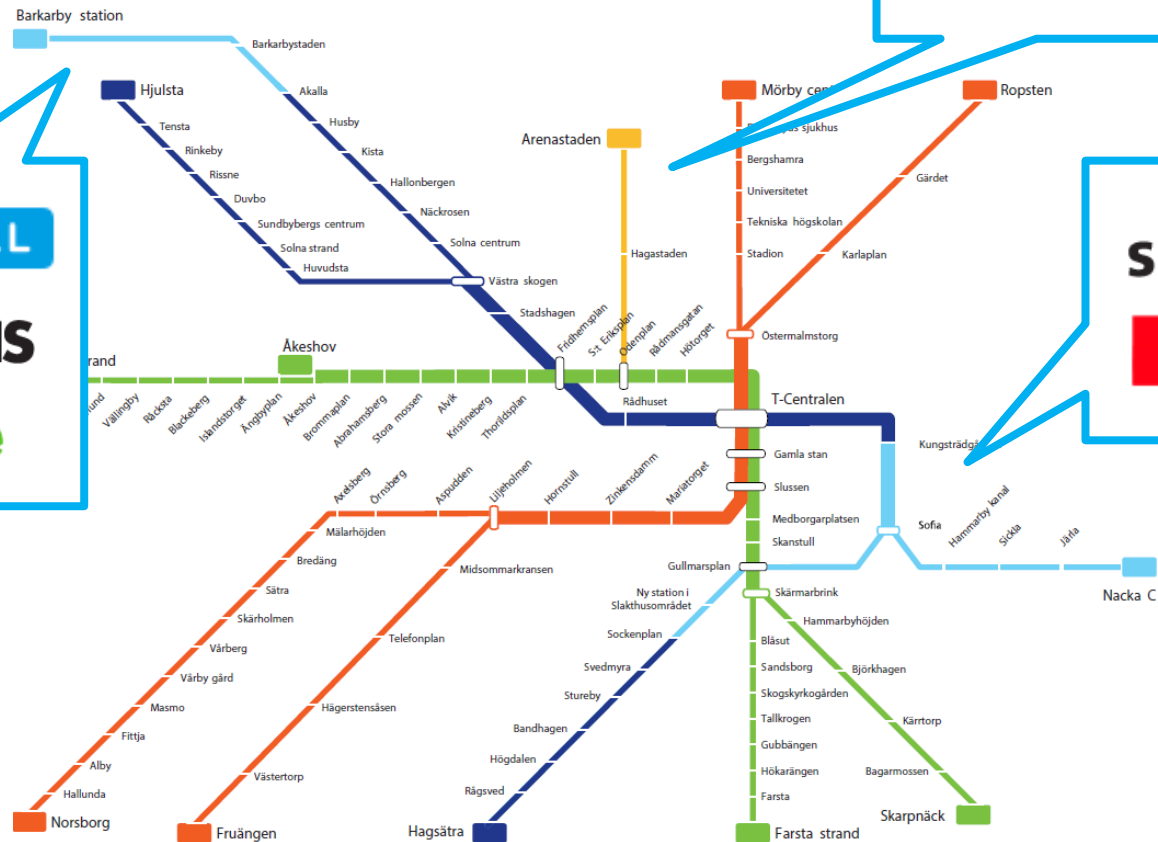 Barkarby station
Barkarbystaden
Hjulsta
Akalla
Tensta
Husby
Rinkeby
Kista
Rissne
Hallonbergen
Duvbo
Näckrosen
Sundbybergs centrum
Solna centrum
Solna strand
Huvudsta
Västra skogen
Stadshagen
Arenastaden
Hagastaden
Mörby
sjukhus
Bergshamra
Universitetet
Tekniska högskolan
Stadion
Ropsten
Gärdet
Karlaplan
Östermalmstorg
L
S
Åkeshov
Vällingby
Råcksta
Blackeberg
Islandstorget
Ängbyplan
Åkeshov
Brommaplan
Abrahamsberg
Stora mossen
Alvik
Kristineberg
Thorildsplan
Fridhemsplan
S:t Eriksplan
Odenplan
Rådmansgatan
Hötorget
Rådhuset
T-Centralen
Gamla stan
Slussen
Medborgarplatsen
Skanstull
Gullmarsplan
Skärmarbrink
Sofia
Hammarby kanal
Sickla
Järla
Nacka C
Axelsberg
Örnsberg
Aspudden
Liljeholmen
Hornstull
Zinkensdamm
Mariatorget
Mälarhöjden
Bredäng
Sätra
Skärholmen
Vårberg
Vårby gård
Masmo
Fittja
Alby
Hallunda
Norsborg
Midsommarkransen
Telefonplan
Hägerstensåsen
Västertorp
Fruängen
Ny station i
Slakthusområdet
Sockenplan
Svedmyra
Stureby
Bandhagen
Högdalen
Rågsved
Hagsätra
Hammarbyhöjden
Blåsut
Björkhagen
Sandsborg
Skogskyrkogården
Kärrtorp
Tallkrogen
Gubbängen
Bagarmossen
Hökarängen
Farsta
Skarpnäck
Farsta strand